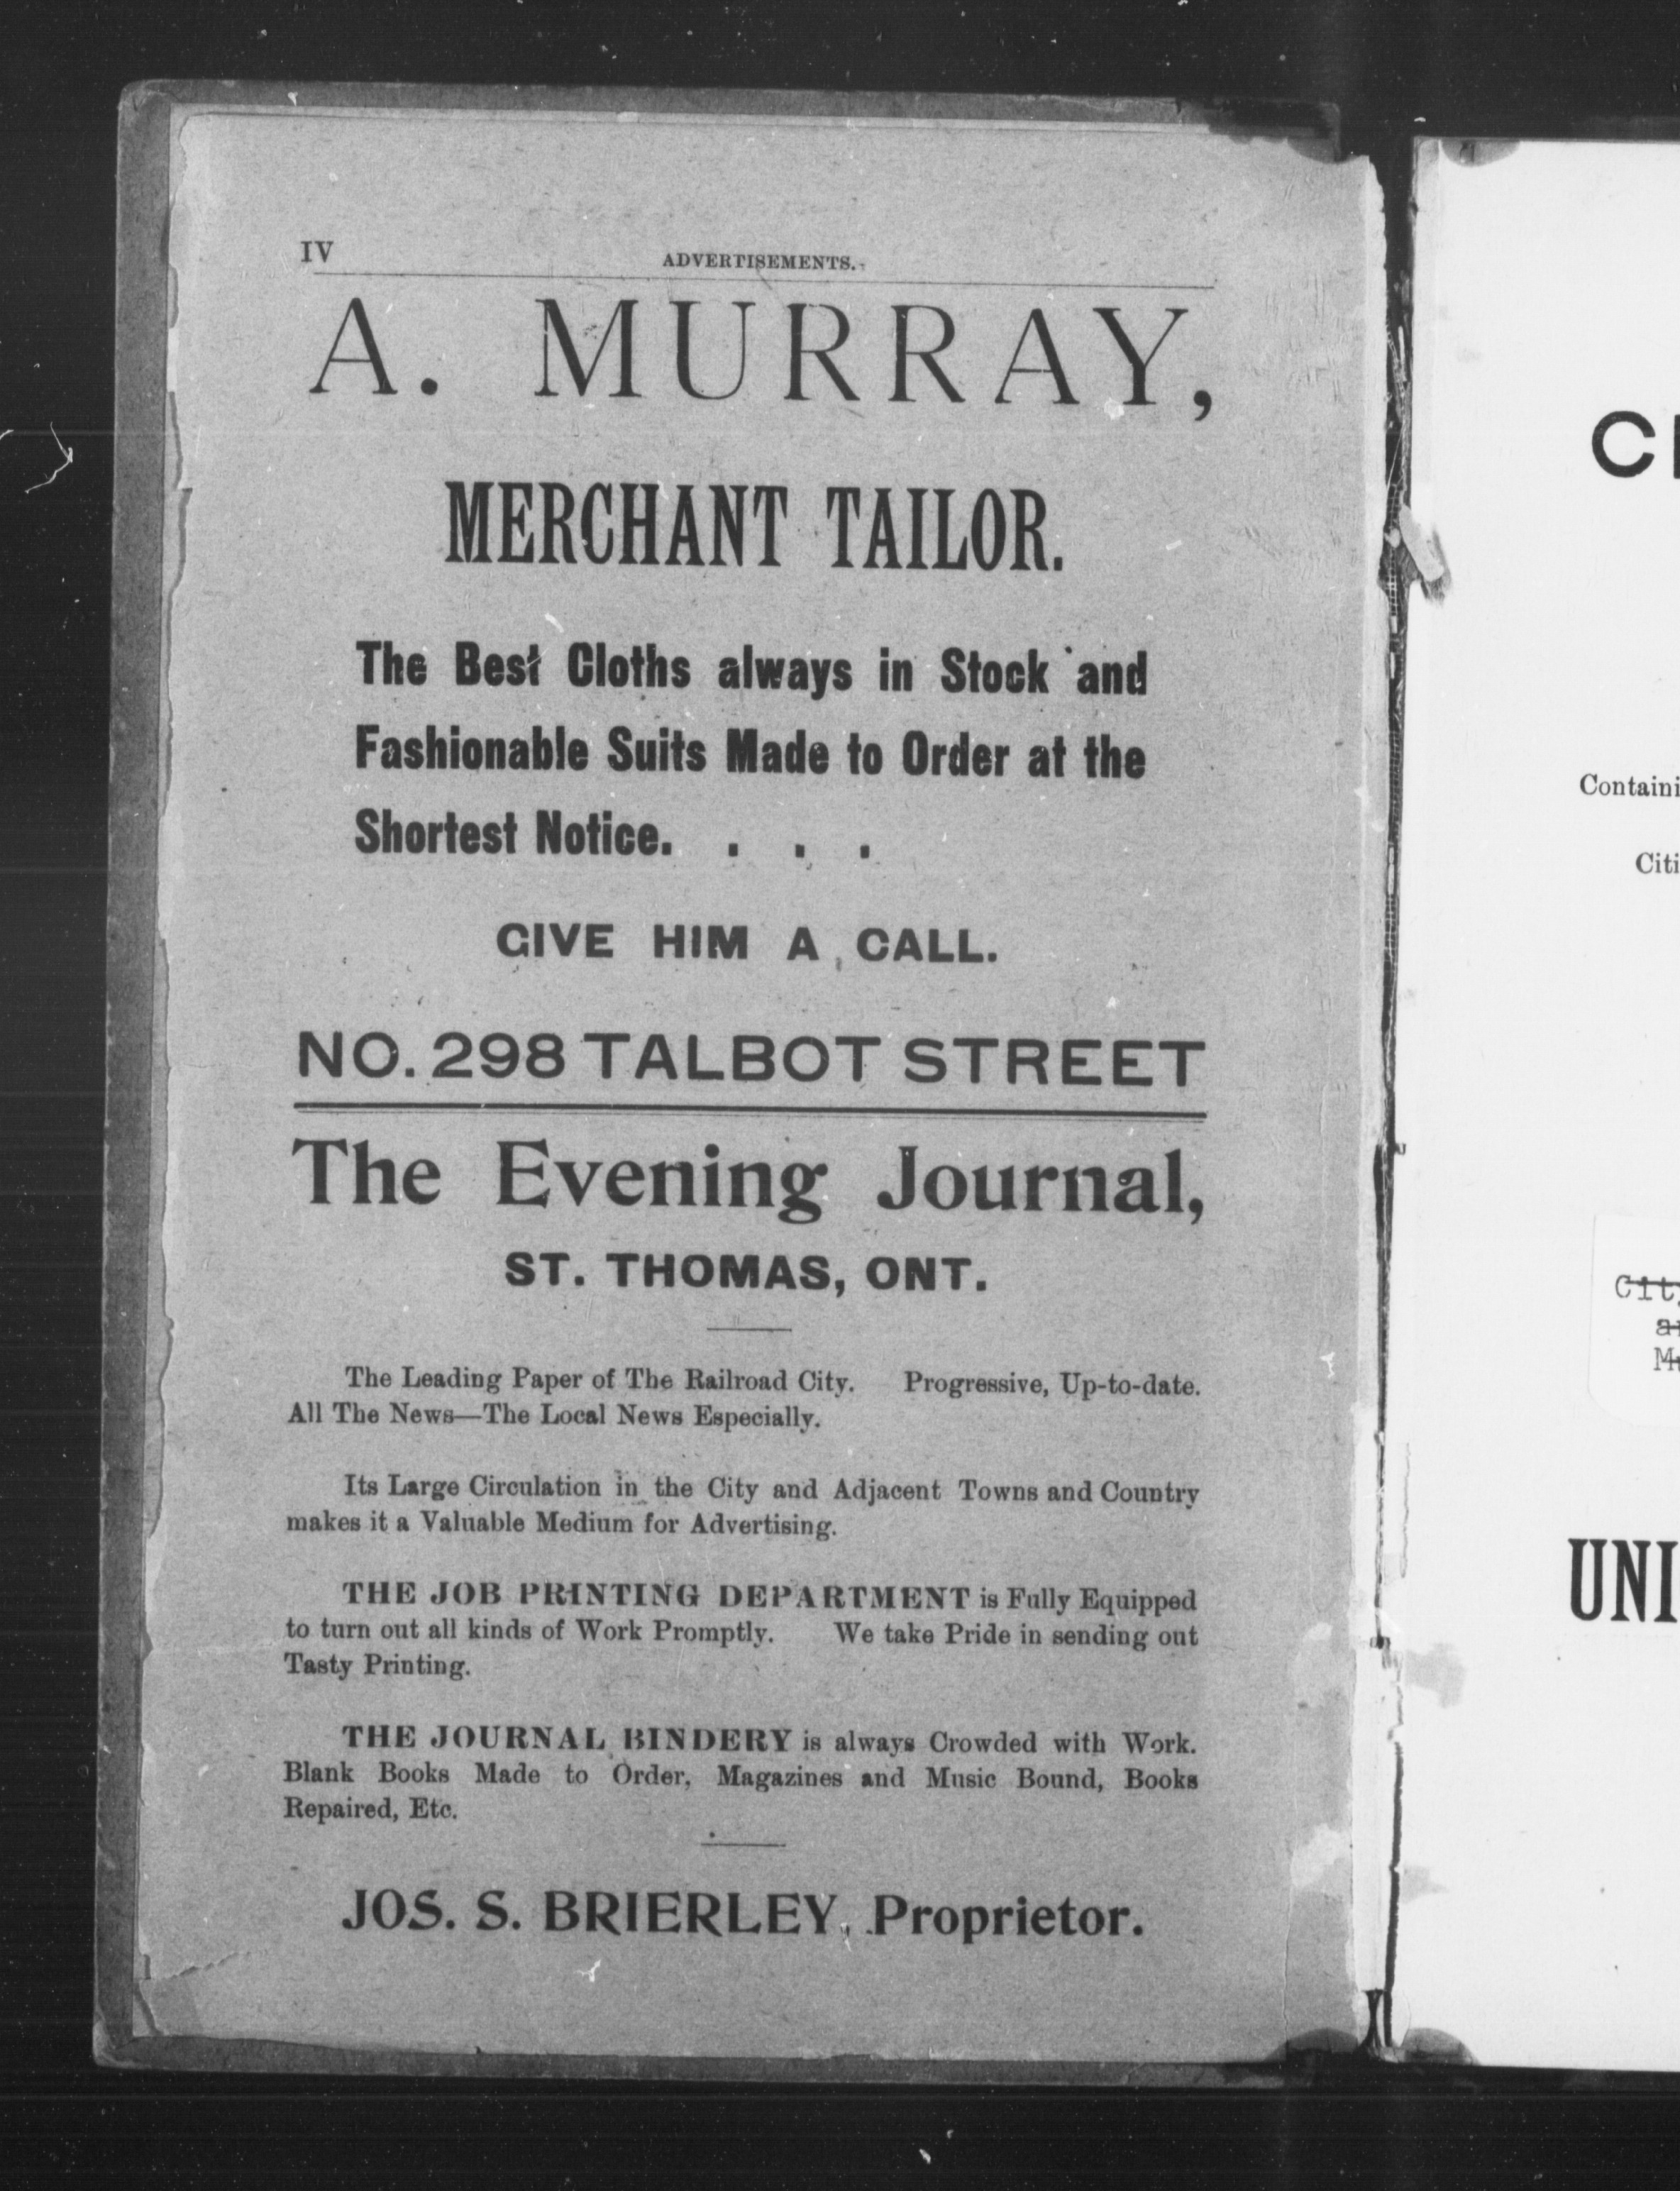 IV ADVERTISEMENTS.
A. MURRAY,
MERCHANT TAILOR.
The Best Cloths always in Stock and
Fashionable Suits Made to Order at the
Shortest Notice. . . .
GIVE HIM A CALL.
NO. 298 TALBOT STREET
The Evening Journal,
ST. THOMAS, ONT.
The Leading Paper of The Railroad City. Progressive, Up-to-date.
All The News—The Local News Especially.
Its Large Circulation in the City and Adjacent Towns and Country
makes it a Valuable Medium for Advertising.
THE JOB PRINTING DEPARTMENT is Fully Equipped
to turn out all kinds of Work Promptly. We take Pride in sending out
Tasty Printing.
THE JOURNAL BINDERY is always Crowded with Work.
Blank Books Made to Order, Magazines and Music Bound, Books
Repaired, Etc.
JOS. S. BRIERLEY, Proprietor.